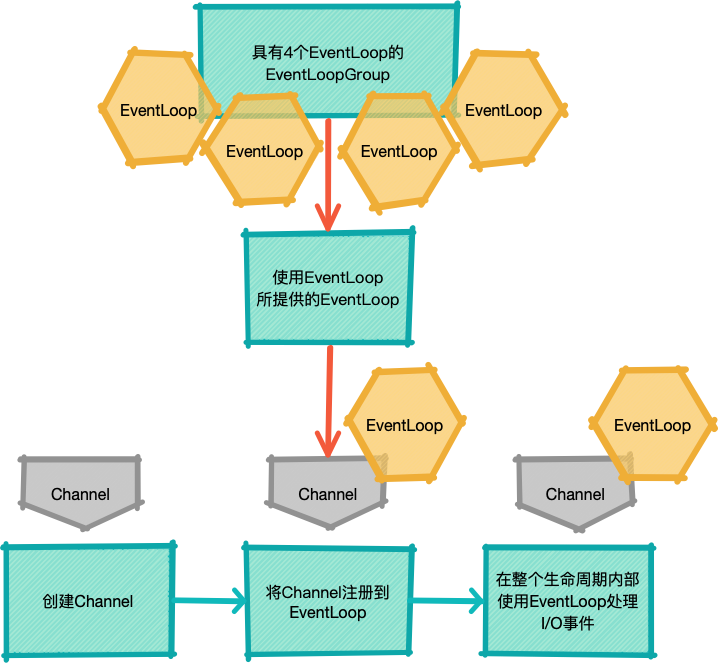 具有4个EventLoop的
EventLoopGroup
EventLoop
EventLoop
EventLoop
EventLoop
使用EventLoop
所提供的EventLoop
EventLoop
EventLoop
Channel
Channel
Channel
创建Channel
将Channel注册到
EventLoop
在整个生命周期内部
使用EventLoop处理
I/O事件